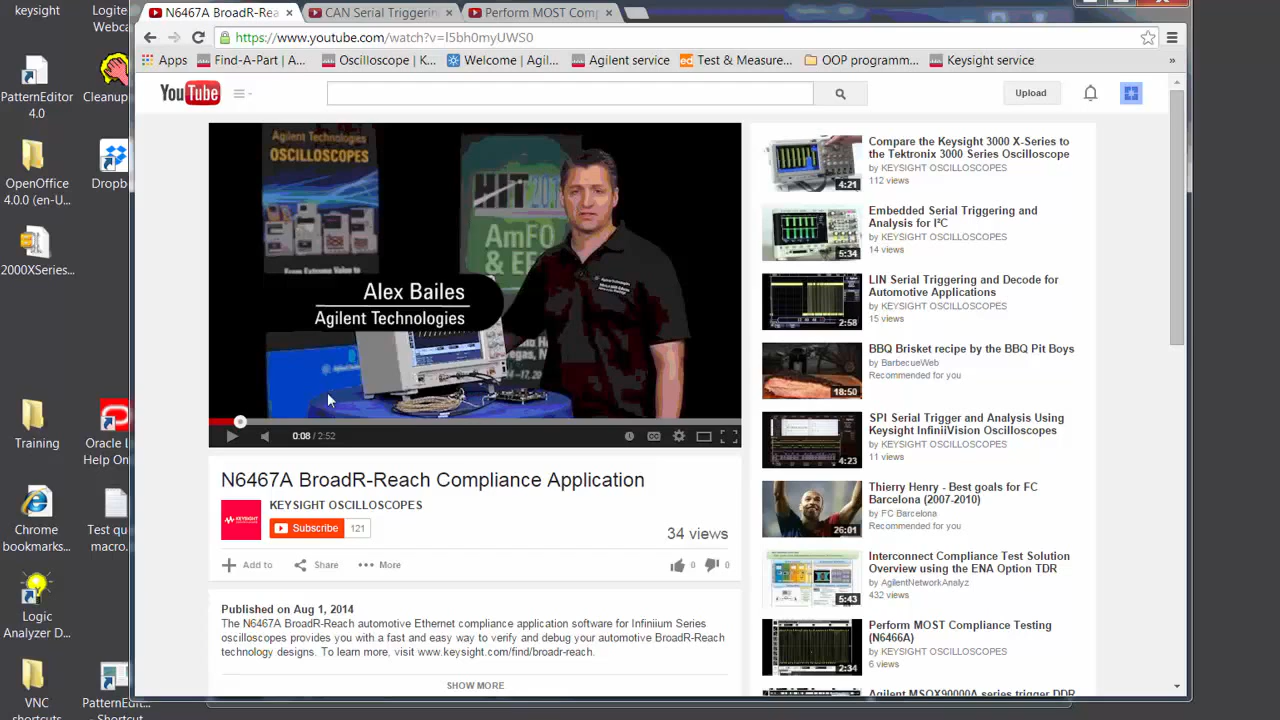 keysight
Logite
Webca
PatternEditor
4.0
Cleanup
OpenOffice
4.0.0 (en-U...
Dropb
2000XSeries...
Training
Oracle
Help On
Chrome
bookmarks...
Test qu
macro.
Logic
Analyzer D...
VNC
shortcuts
PatternEdit...
- Shortcut
N6467A BroadR-Rea
CAN Serial Triggerin
Perform MOST Comp
https://www.youtube.com/watch?v=I5bh0myUWS0
Apps
Find-A-Part | A...
Oscilloscope | K...
Welcome | Agil...
Agilent service
Test & Measure...
OOP programm...
Keysight service
»
YouTube
Upload
Agilent Technologies
OSCILLOSCOPES
From Extreme Value to
Alex Bailes
Agilent Technologies
0:08 / 2:52
N6467A BroadR-Reach Compliance Application
KEYSIGHT OSCILLOSCOPES
KEYSIGHT
Subscribe 121
34 views
Add to
Share
More
0
0
Published on Aug 1, 2014
The N6467A BroadR-Reach automotive Ethernet compliance application software for Infiniium Series
oscilloscopes provides you with a fast and easy way to verify and debug your automotive BroadR-Reach
technology designs. To learn more, visit www.keysight.com/find/broadr-reach.
SHOW MORE
Compare the Keysight 3000 X-Series to
the Tektronix 3000 Series Oscilloscope
by KEYSIGHT OSCILLOSCOPES
112 views
4:21
Embedded Serial Triggering and
Analysis for I²C
by KEYSIGHT OSCILLOSCOPES
14 views
5:34
LIN Serial Triggering and Decode for
Automotive Applications
by KEYSIGHT OSCILLOSCOPES
15 views
2:58
BBQ Brisket recipe by the BBQ Pit Boys
by BarbecueWeb
Recommended for you
18:50
SPI Serial Trigger and Analysis Using
Keysight InfiniiVision Oscilloscopes
by KEYSIGHT OSCILLOSCOPES
11 views
4:23
Thierry Henry - Best goals for FC
Barcelona (2007-2010)
by FC Barcelona
Recommended for you
26:01
Interconnect Compliance Test Solution
Overview using the ENA Option TDR
by AgilentNetworkAnalyz
432 views
5:43
Perform MOST Compliance Testing
(N6466A)
by KEYSIGHT OSCILLOSCOPES
6 views
2:34
Agilent MSOX90000A series trigger DDR